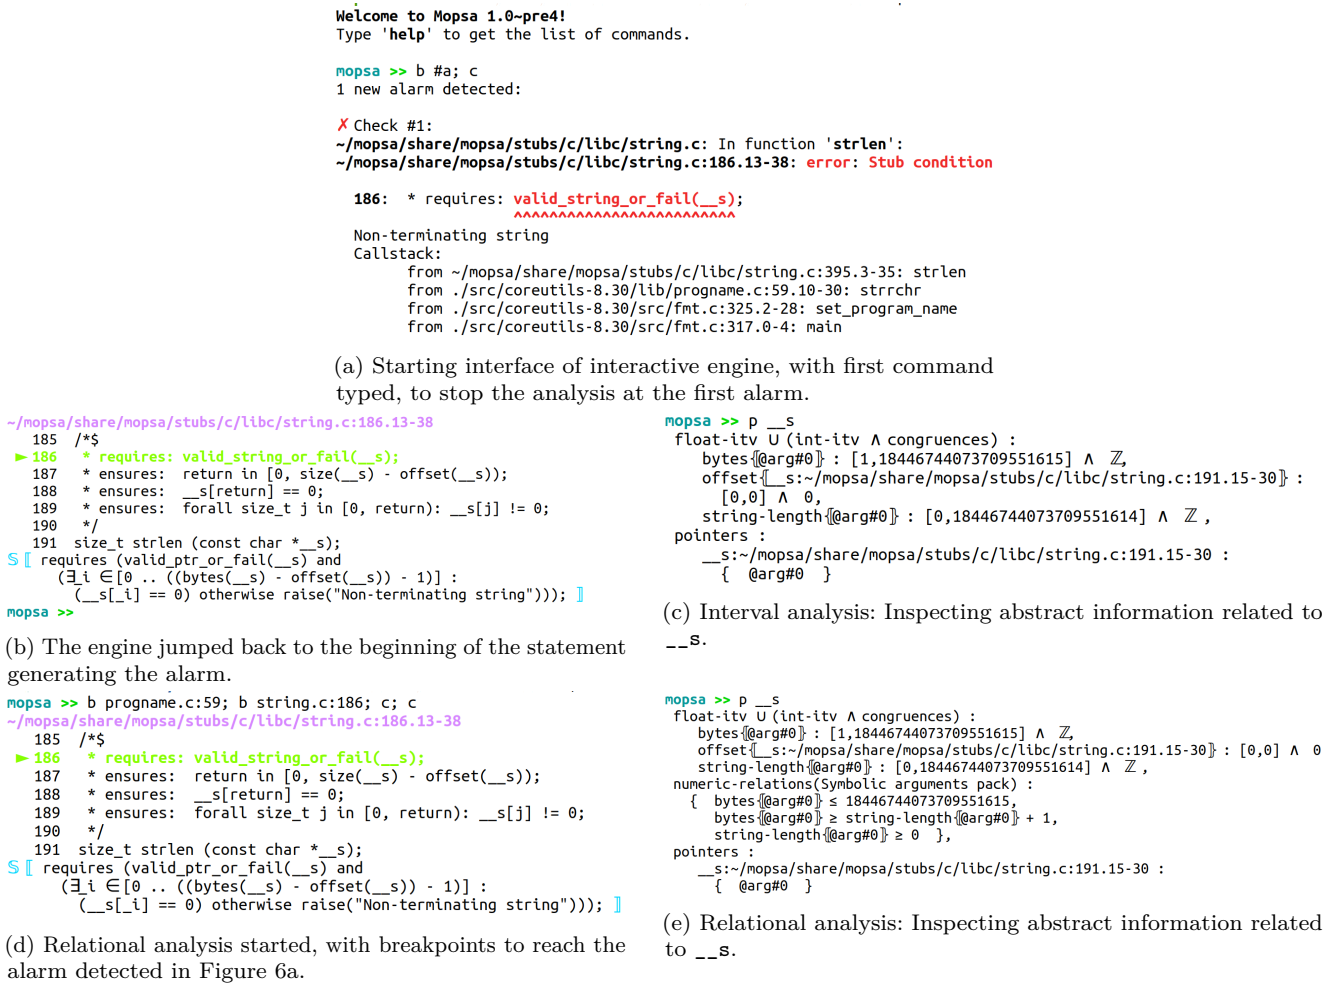 Welcome to Mopsa 1.0~pre4!
Type 'help' to get the list of commands.
mopsa >> b #a; c
1 new alarm detected:
✗ Check #1:
~/mopsa/share/mopsa/stubs/c/libc/string.c: In function 'strlen':
~/mopsa/share/mopsa/stubs/c/libc/string.c:186.13-38: error: Stub condition
186: * requires: valid_string_or_fail(__s);
^^^^^^^^^^^^^^^^^^^^^^^^^
Non-terminating string
Callstack:
from ~/mopsa/share/mopsa/stubs/c/libc/string.c:395.3-35: strlen
from ./src/coreutils-8.30/lib/progname.c:59.10-30: strrchr
from ./src/coreutils-8.30/src/fmt.c:325.2-28: set_program_name
from ./src/coreutils-8.30/src/fmt.c:317.0-4: main
(a) Starting interface of interactive engine, with first command
typed, to stop the analysis at the first alarm.
~/mopsa/share/mopsa/stubs/c/libc/string.c:186.13-38
185 /*$
► 186 * requires: valid_string_or_fail(__s);
187 * ensures: return in [0, size(__s) - offset(__s));
188 * ensures: __s[return] == 0;
189 * ensures: forall size_t j in [0, return): __s[j] != 0;
190 */
191 size_t strlen (const char *__s);
𝕊⟦ requires (valid_ptr_or_fail(__s) and
(∃_i ∈[0 .. ((bytes(__s) - offset(__s)) - 1)] :
(__s[_i] == 0) otherwise raise("Non-terminating string"))); ⟧
mopsa >>
(b) The engine jumped back to the beginning of the statement
generating the alarm.
mopsa >> p __s
float-itv ∪ (int-itv ∧ congruences) :
bytes⦃@arg#0⦄ : [1,18446744073709551615] ∧ ℤ,
offset⦃__s:~/mopsa/share/mopsa/stubs/c/libc/string.c:191.15-30⦄ :
[0,0] ∧ 0,
string-length⦃@arg#0⦄ : [0,18446744073709551614] ∧ ℤ ,
pointers :
__s:~/mopsa/share/mopsa/stubs/c/libc/string.c:191.15-30 :
{ @arg#0 }
(c) Interval analysis: Inspecting abstract information related to
__s.
mopsa >> b progname.c:59; b string.c:186; c; c
~/mopsa/share/mopsa/stubs/c/libc/string.c:186.13-38
185 /*$
► 186 * requires: valid_string_or_fail(__s);
187 * ensures: return in [0, size(__s) - offset(__s));
188 * ensures: __s[return] == 0;
189 * ensures: forall size_t j in [0, return): __s[j] != 0;
190 */
191 size_t strlen (const char *__s);
𝕊⟦ requires (valid_ptr_or_fail(__s) and
(∃_i ∈[0 .. ((bytes(__s) - offset(__s)) - 1)] :
(__s[_i] == 0) otherwise raise("Non-terminating string"))); ⟧
(d) Relational analysis started, with breakpoints to reach the
alarm detected in Figure 6a.
mopsa >> p __s
float-itv ∪ (int-itv ∧ congruences) :
bytes⦃@arg#0⦄ : [1,18446744073709551615] ∧ ℤ,
offset⦃__s:~/mopsa/share/mopsa/stubs/c/libc/string.c:191.15-30⦄ : [0,0] ∧ 0
string-length⦃@arg#0⦄ : [0,18446744073709551614] ∧ ℤ ,
numeric-relations(Symbolic arguments pack) :
{ bytes⦃@arg#0⦄ ≤ 18446744073709551615,
bytes⦃@arg#0⦄ ≥ string-length⦃@arg#0⦄ + 1,
string-length⦃@arg#0⦄ ≥ 0 },
pointers :
__s:~/mopsa/share/mopsa/stubs/c/libc/string.c:191.15-30 :
{ @arg#0 }
(e) Relational analysis: Inspecting abstract information related
to __s.